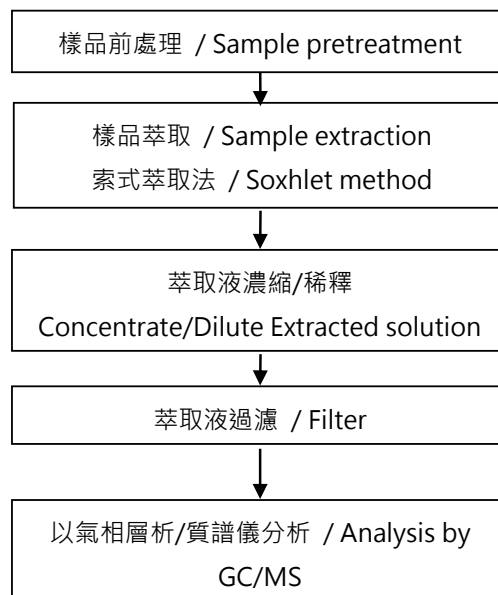 樣品前處理 / Sample pretreatment
樣品萃取 / Sample extraction
索式萃取法 / Soxhlet method
萃取液濃縮/稀釋
Concentrate/Dilute Extracted solution
萃取液過濾 / Filter
以氣相層析/質譜儀分析 / Analysis by
GC/MS